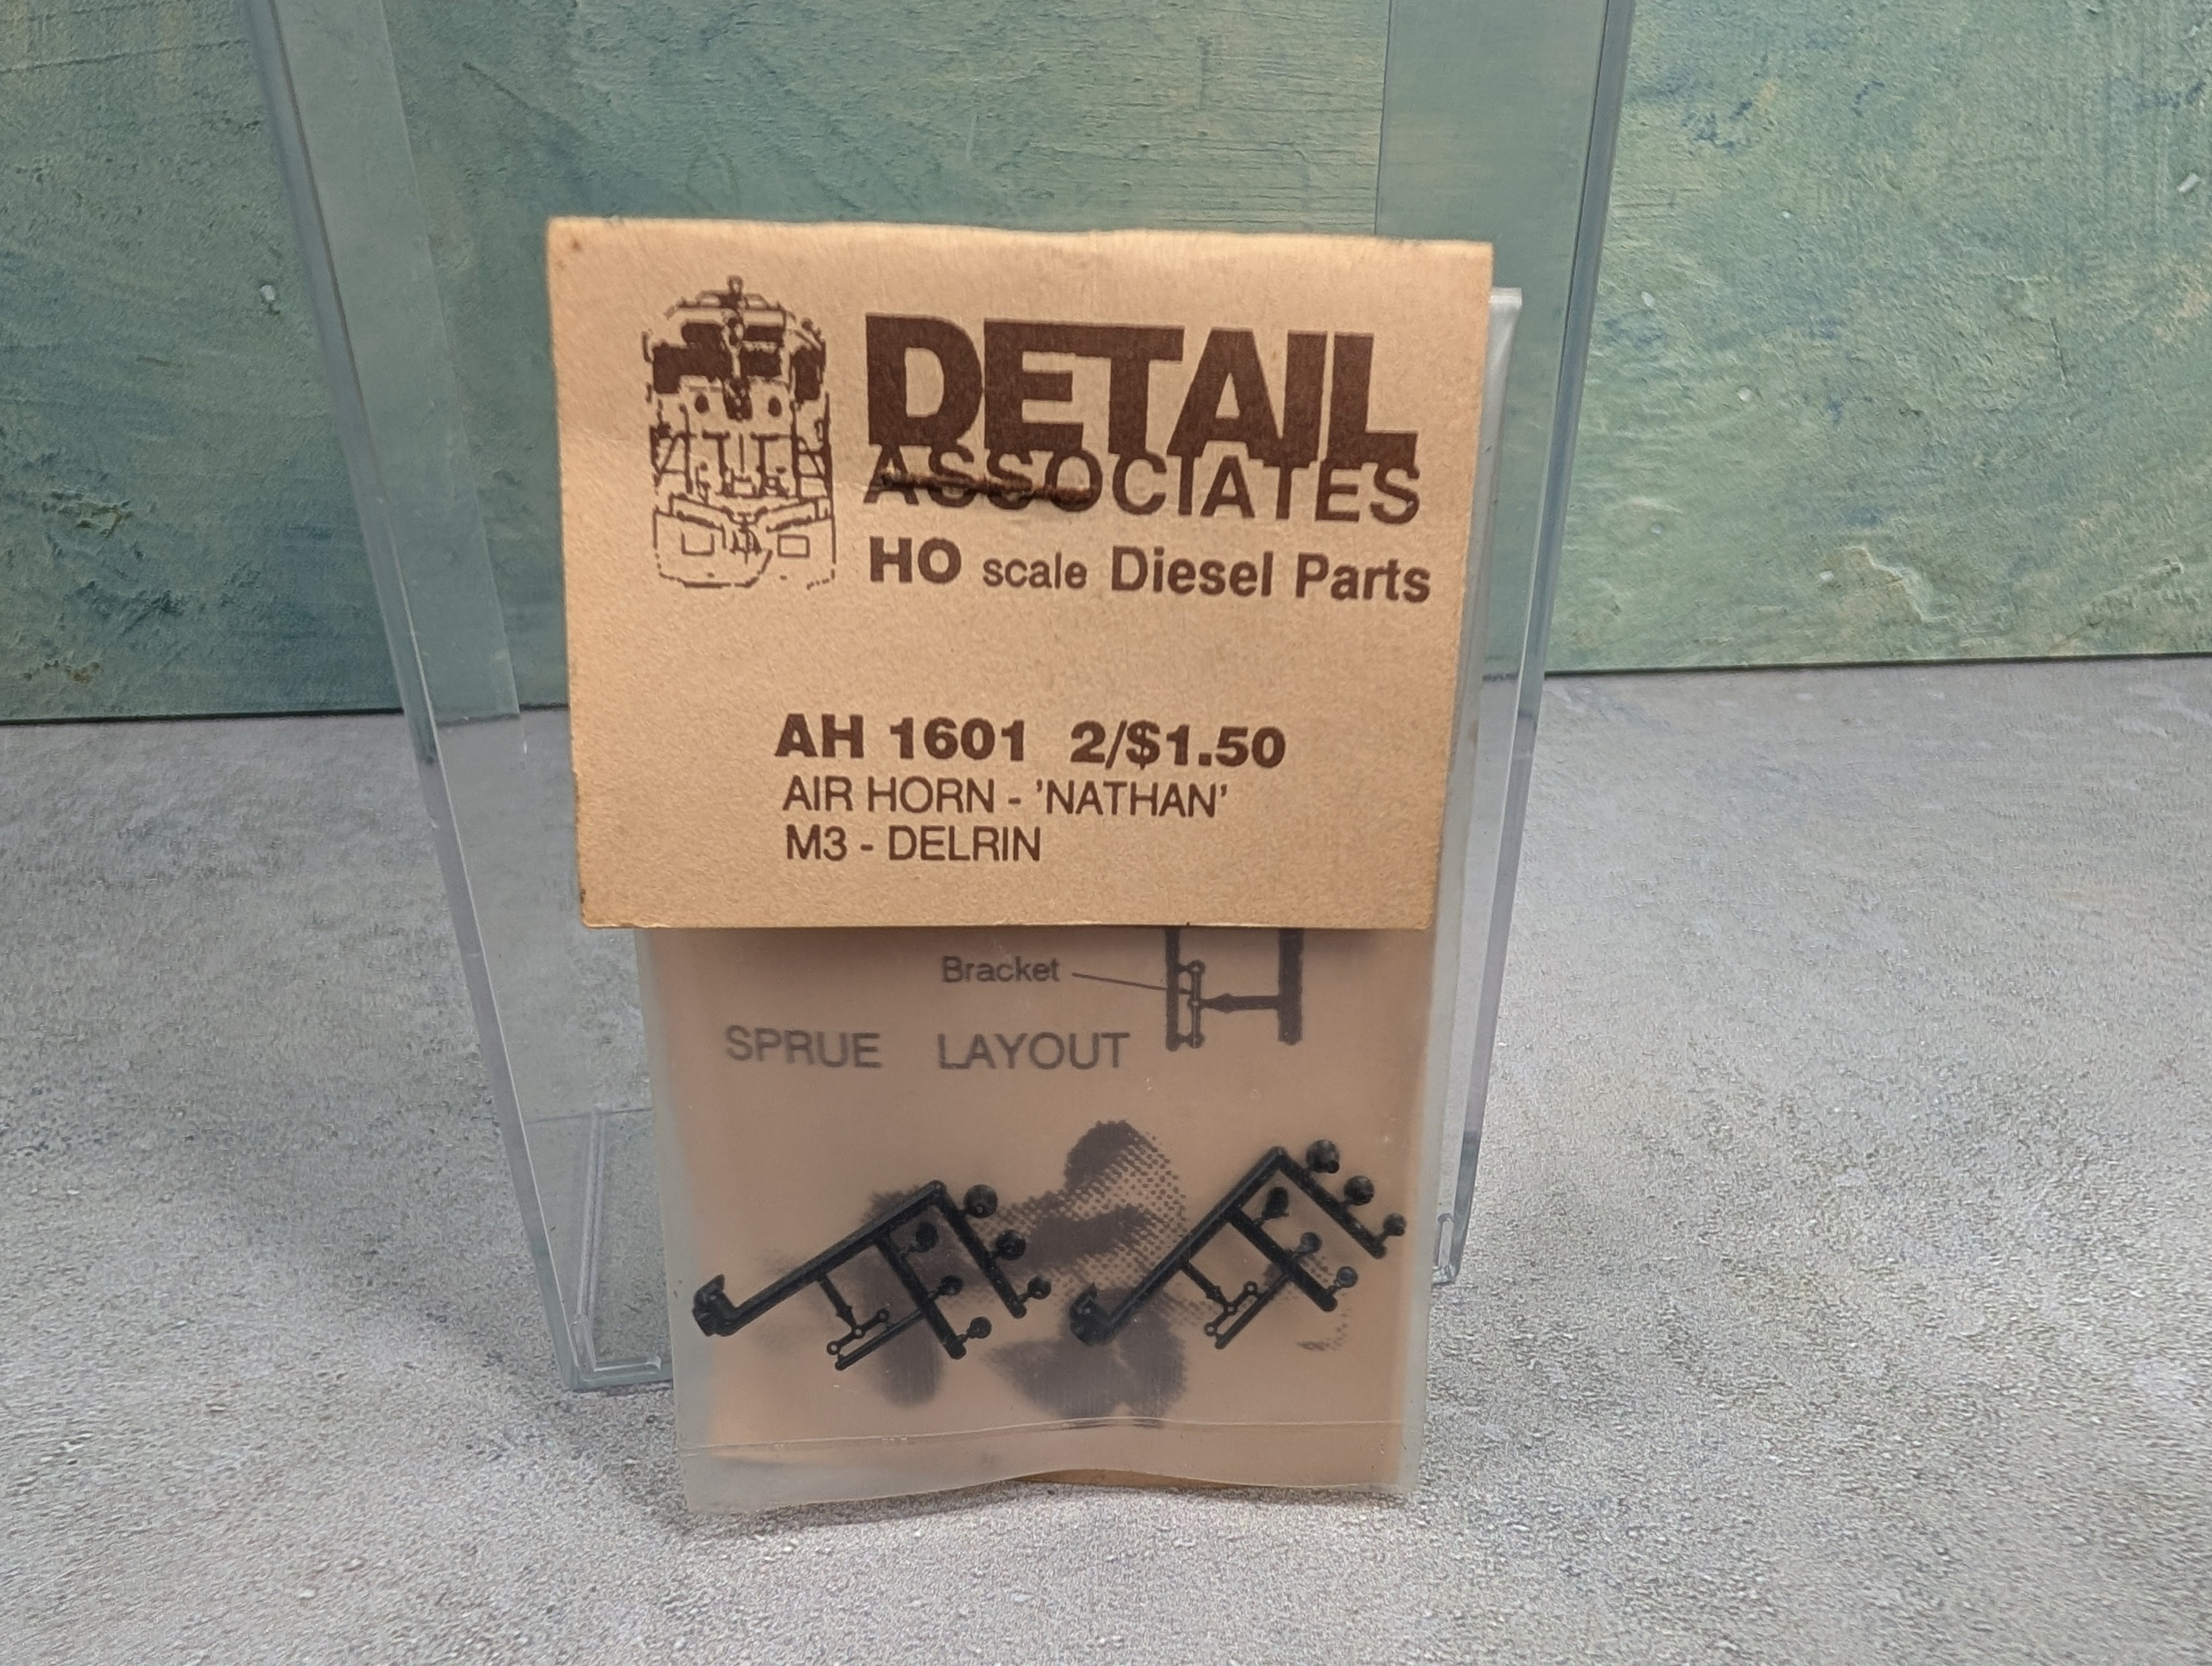 DETAIL
ASSOCIATES
HO scale Diesel Parts
AH 1601 2/$1.50
AIR HORN - 'NATHAN'
M3 - DELRIN
Bracket
SPRUE LAYOUT